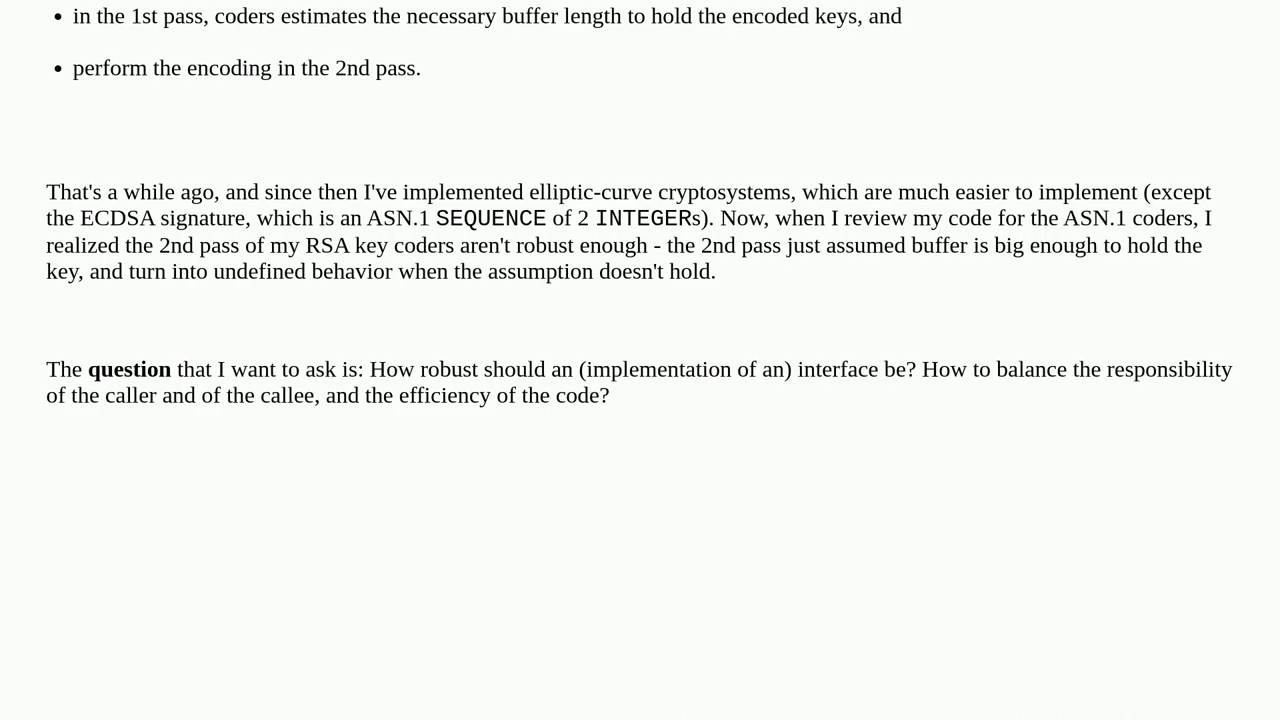 • in the 1st pass, coders estimates the necessary buffer length to hold the encoded keys, and
• perform the encoding in the 2nd pass.
That's a while ago, and since then I've implemented elliptic-curve cryptosystems, which are much easier to implement (except
the ECDSA signature, which is an ASN.1 SEQUENCE of 2 INTEGERs). Now, when I review my code for the ASN.1 coders, I
realized the 2nd pass of my RSA key coders aren't robust enough - the 2nd pass just assumed buffer is big enough to hold the
key, and turn into undefined behavior when the assumption doesn't hold.
The question that I want to ask is: How robust should an (implementation of an) interface be? How to balance the responsibility
of the caller and of the callee, and the efficiency of the code?